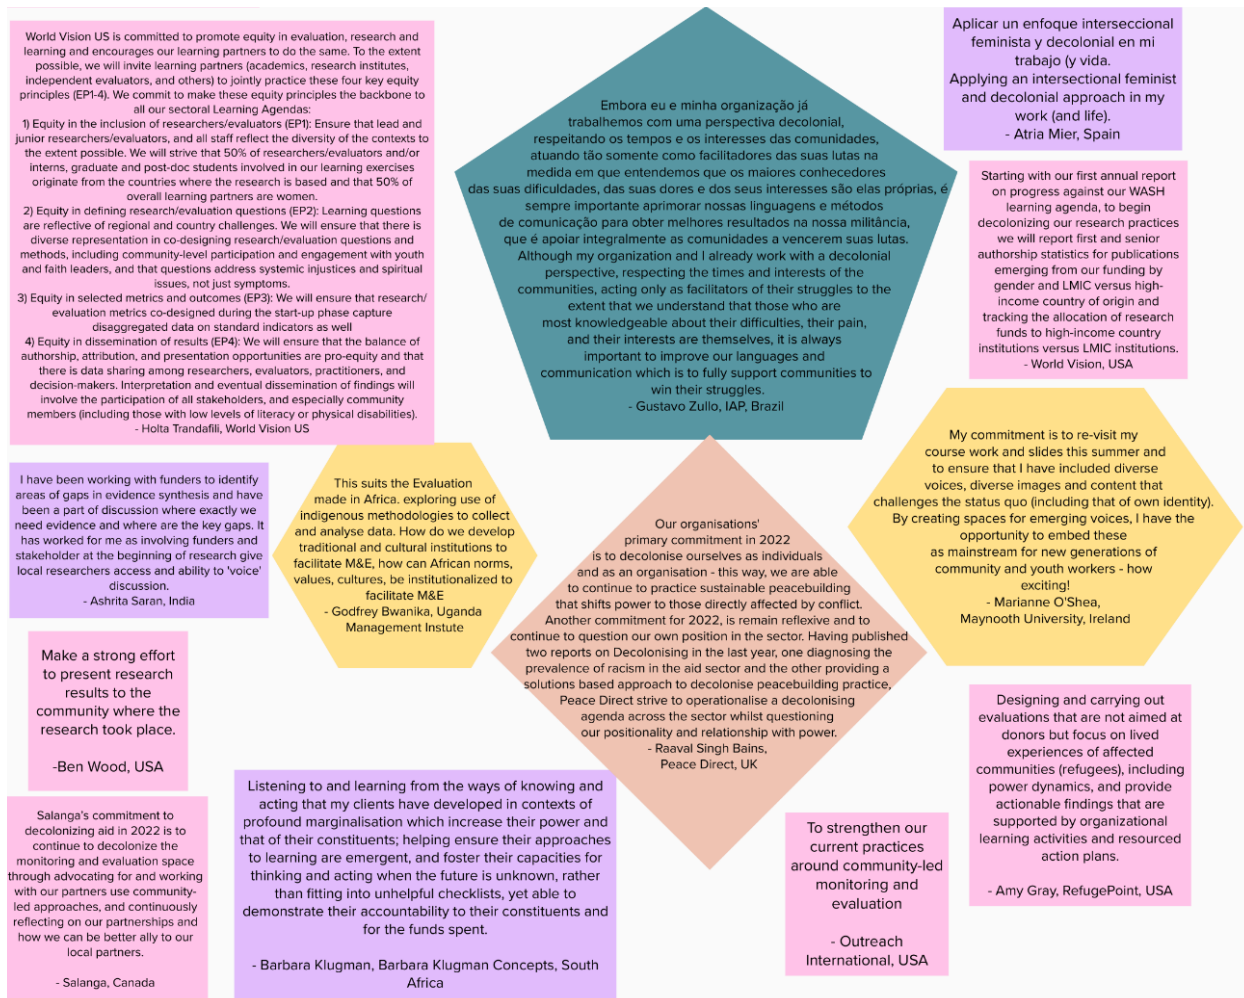 World Vision US is committed to promote equity in evaluation, research and
learning and encourages our learning partners to do the same. To the extent
possible, we will invite learning partners (academics, research institutes,
independent evaluators, and others) to jointly practice these four key equity
principles (EP1-4). We commit to make these equity principles the backbone to
all our sectoral Learning Agendas:
1) Equity in the inclusion of researchers/evaluators (EP1): Ensure that lead and
junior researchers/evaluators, and all staff reflect the diversity of the contexts to
the extent possible. We will strive that 50% of researchers/evaluators and/or
interns, graduate and post-doc students involved in our learning exercises
originate from the countries where the research is based and that 50% of
overall learning partners are women.
2) Equity in defining research/evaluation questions (EP2): Learning questions
are reflective of regional and country challenges. We will ensure that there is
diverse representation in co-designing research/evaluation questions and
methods, including community-level participation and engagement with youth
and faith leaders, and that questions address systemic injustices and spiritual
issues, not just symptoms.
3) Equity in selected metrics and outcomes (EP3): We will ensure that research/
evaluation metrics co-designed during the start-up phase capture
disaggregated data on standard indicators as well
4) Equity in dissemination of results (EP4): We will ensure that the balance of
authorship, attribution, and presentation opportunities are pro-equity and that
there is data sharing among researchers, evaluators, practitioners, and
decision-makers. Interpretation and eventual dissemination of findings will
involve the participation of all stakeholders, and especially community
members (including those with low levels of literacy or physical disabilities).
- Holta Trandafili, World Vision US
Embora eu e minha organização já
trabalhemos com uma perspectiva decolonial,
respeitando os tempos e os interesses das comunidades,
atuando tão somente como facilitadores das suas lutas na
medida em que entendemos que os maiores conhecedores
das suas dificuldades, das suas dores e dos seus interesses são elas próprias, é
sempre importante aprimorar nossas linguagens e métodos
de comunicação para obter melhores resultados na nossa militância,
que é apoiar integralmente as comunidades a vencerem suas lutas.
Although my organization and I already work with a decolonial
perspective, respecting the times and interests of the
communities, acting only as facilitators of their struggles to the
extent that we understand that those who are
most knowledgeable about their difficulties, their pain,
and their interests are themselves, it is always
important to improve our languages and
communication which is to fully support communities to
win their struggles.
- Gustavo Zullo, IAP, Brazil
Aplicar un enfoque interseccional
feminista y decolonial en mi
trabajo (y vida.
Applying an intersectional feminist
and decolonial approach in my
work (and life).
- Atria Mier, Spain
Starting with our first annual report
on progress against our WASH
learning agenda, to begin
decolonizing our research practices
we will report first and senior
authorship statistics for publications
emerging from our funding by
gender and LMIC versus high-
income country of origin and
tracking the allocation of research
funds to high-income country
institutions versus LMIC institutions.
- World Vision, USA
I have been working with funders to identify
areas of gaps in evidence synthesis and have
been a part of discussion where exactly we
need evidence and where are the key gaps. It
has worked for me as involving funders and
stakeholder at the beginning of research give
local researchers access and ability to 'voice'
discussion.
- Ashrita Saran, India
This suits the Evaluation
made in Africa. exploring use of
indigenous methodologies to collect
and analyse data. How do we develop
traditional and cultural institutions to
facilitate M&E, how can African norms,
values, cultures, be institutionalized to
facilitate M&E
- Godfrey Bwanika, Uganda
Management Instute
Our organisations'
primary commitment in 2022
is to decolonise ourselves as individuals
and as an organisation - this way, we are able
to continue to practice sustainable peacebuilding
that shifts power to those directly affected by conflict.
Another commitment for 2022, is remain reflexive and to
continue to question our own position in the sector. Having published
two reports on Decolonising in the last year, one diagnosing the
prevalence of racism in the aid sector and the other providing a
solutions based approach to decolonise peacebuilding practice,
Peace Direct strive to operationalise a decolonising
agenda across the sector whilst questioning
our positionality and relationship with power.
- Raaval Singh Bains,
Peace Direct, UK
My commitment is to re-visit my
course work and slides this summer and
to ensure that I have included diverse
voices, diverse images and content that
challenges the status quo (including that of own identity).
By creating spaces for emerging voices, I have the
opportunity to embed these
as mainstream for new generations of
community and youth workers - how
exciting!
- Marianne O'Shea,
Maynooth University, Ireland
Make a strong effort
to present research
results to the
community where the
research took place.
-Ben Wood, USA
Designing and carrying out
evaluations that are not aimed at
donors but focus on lived
experiences of affected
communities (refugees), including
power dynamics, and provide
actionable findings that are
supported by organizational
learning activities and resourced
action plans.
- Amy Gray, RefugePoint, USA
Salanga's commitment to
decolonizing aid in 2022 is to
continue to decolonize the
monitoring and evaluation space
through advocating for and working
with our partners use community-
led approaches, and continuously
reflecting on our partnerships and
how we can be better ally to our
local partners.
- Salanga, Canada
Listening to and learning from the ways of knowing and
acting that my clients have developed in contexts of
profound marginalisation which increase their power and
that of their constituents; helping ensure their approaches
to learning are emergent, and foster their capacities for
thinking and acting when the future is unknown, rather
than fitting into unhelpful checklists, yet able to
demonstrate their accountability to their constituents and
for the funds spent.
- Barbara Klugman, Barbara Klugman Concepts, South
Africa
To strengthen our
current practices
around community-led
monitoring and
evaluation
- Outreach
International, USA